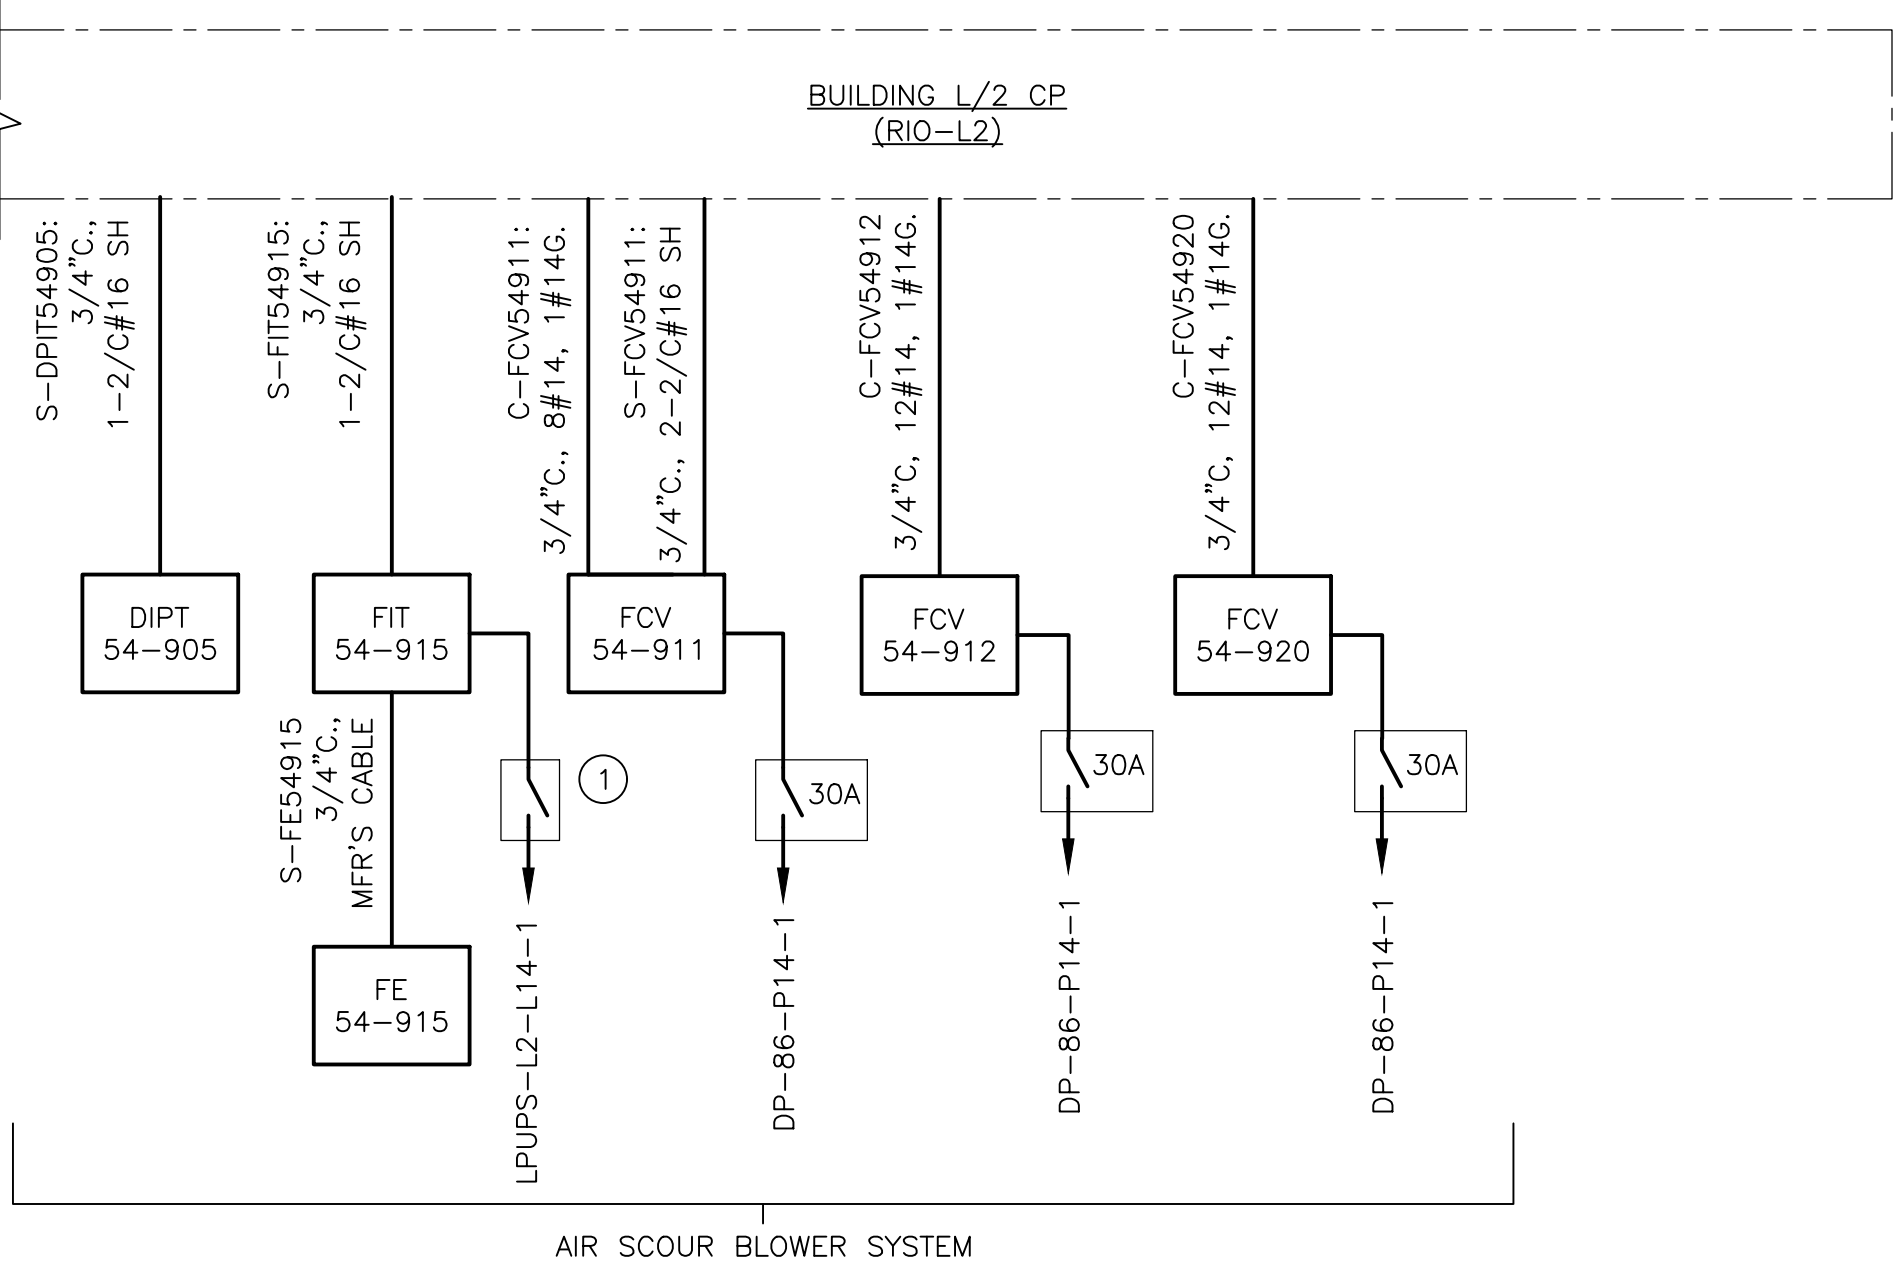 BUILDING L/2 CP
(RIO-L2)
S-DPIT54905:
3/4"C.,
1-2/C#16 SH
S-FIT54915:
3/4"C.,
1-2/C#16 SH
C-FCV54911:
3/4"C., 8#14, 1#14G.
S-FCV54911:
3/4"C., 2-2/C#16 SH
C-FCV54912
3/4"C, 12#14, 1#14G.
C-FCV54920
3/4"C, 12#14, 1#14G.
DIPT
54-905
FIT
54-915
FCV
54-911
FCV
54-912
FCV
54-920
S-FE54915
3/4"C.,
MFR'S CABLE
1
30A
30A
30A
FE
54-915
LPUPS-L2-L14-1
DP-86-P14-1
DP-86-P14-1
DP-86-P14-1
AIR SCOUR BLOWER SYSTEM